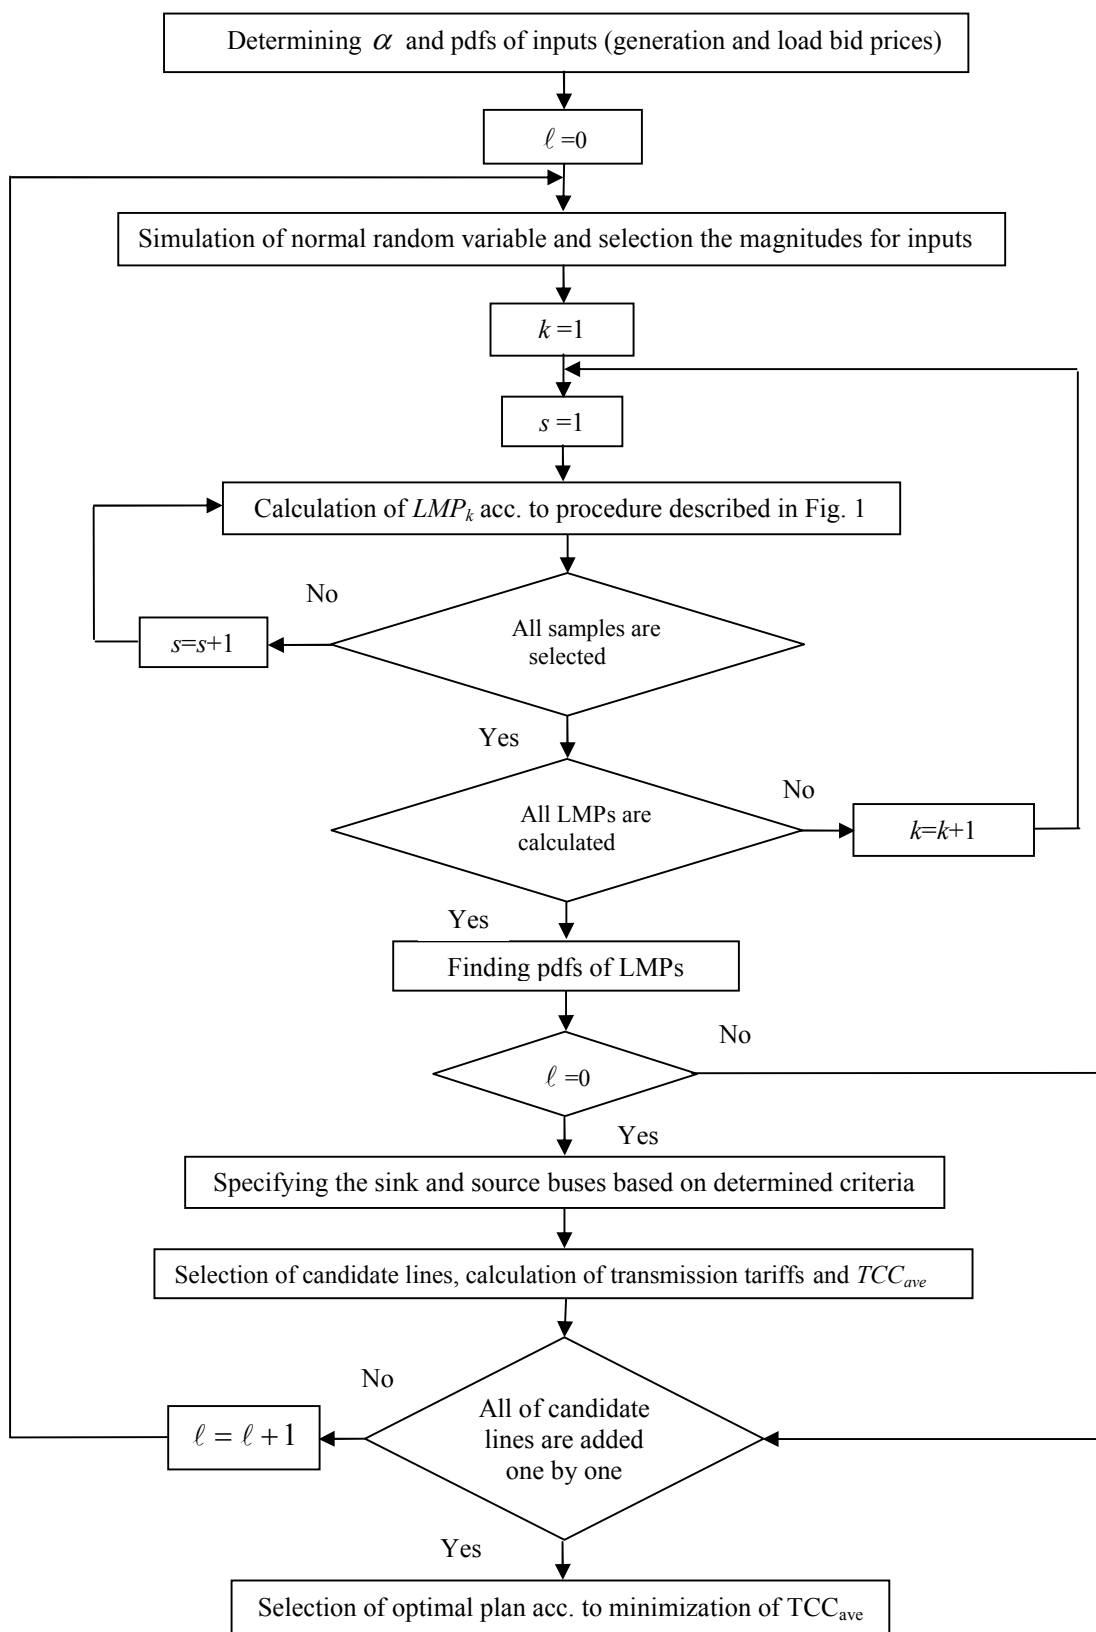 Determining α and pdfs of inputs (generation and load bid prices)
ℓ =0
Simulation of normal random variable and selection the magnitudes for inputs
k =1
s =1
Calculation of LMPk acc. to procedure described in Fig. 1
No
All samples are
selected
s=s+1
Yes
No
All LMPs are
calculated
k=k+1
Yes
Finding pdfs of LMPs
No
ℓ =0
Yes
Specifying the sink and source buses based on determined criteria
Selection of candidate lines, calculation of transmission tariffs and TCCave
No
All of candidate
lines are added
one by one
ℓ = ℓ + 1
Yes
Selection of optimal plan acc. to minimization of TCCave